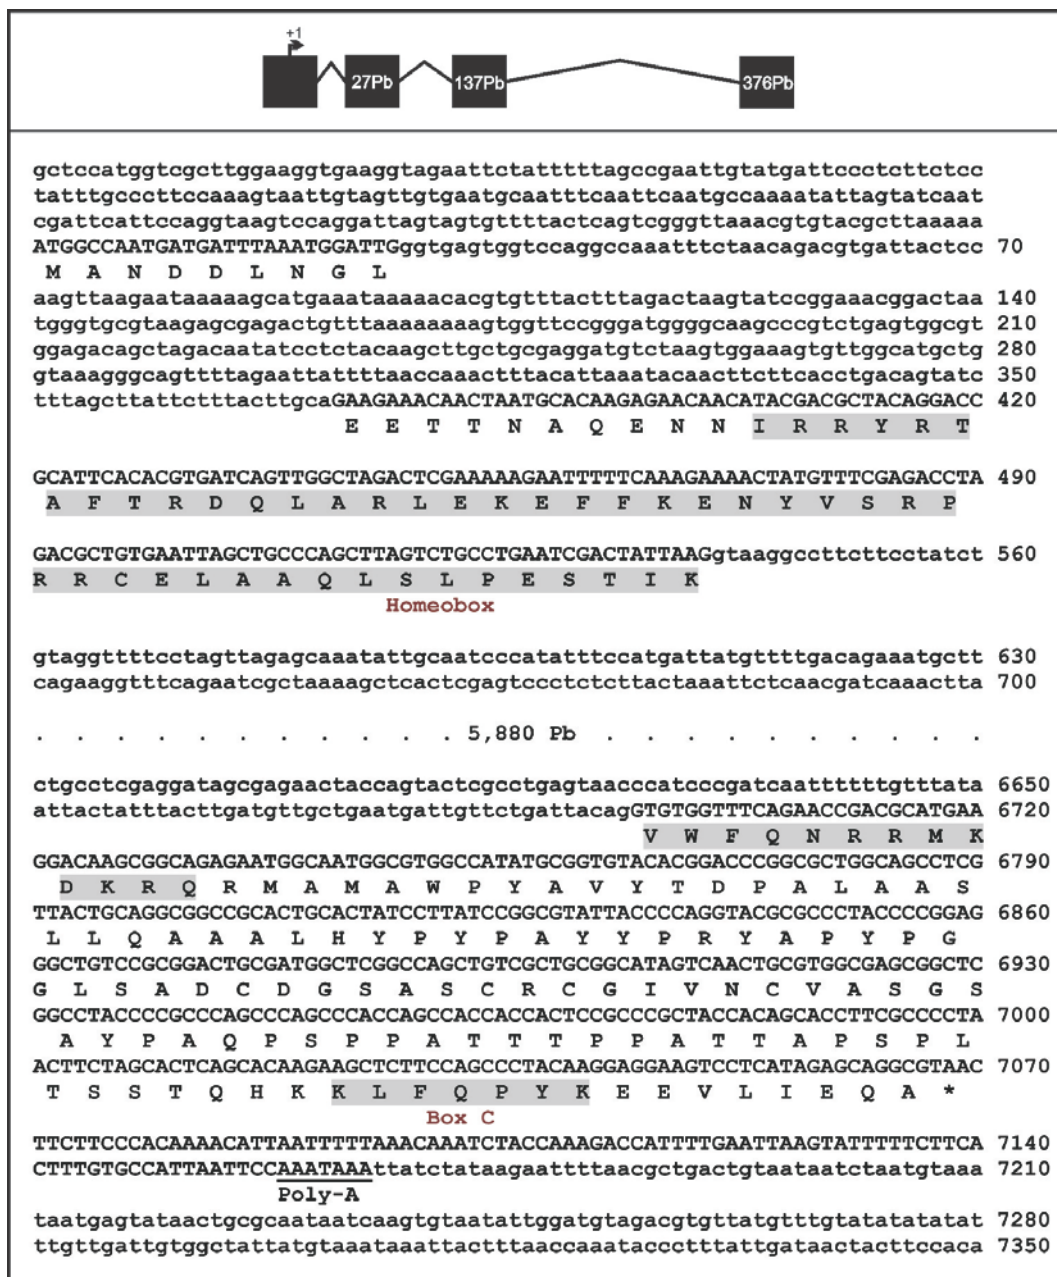 +1
27Pb 137Pb 376Pb
gctccatggtcgcttggaaggtgaaggtagaattctatttttagccgaattgtatgattccctcttctcc
tatttgcccttccaaagtaattgtagttgtgaatgcaatttcaattcaatgccaaaatattagtatcaat
cgattcattccaggtaagtccaggattagtagtgttttactcagtcgggttaaacgtgtacgcttaaaaa
ATGGCCAATGATGATTTAAATGGATTGggtgagtggtccaggccaaatttctaacagacgtgattactcc 70
M A N D D L N G L
aagttaagaataaaaagcatgaaataaaaacacgtgtttactttagactaagtatccggaaacggactaa 140
tgggtgcgtaagagcgagactgtttaaaaaaaagtggttccgggatggggcaagcccgtctgagtggcgt 210
ggagacagctagacaatatcctctacaagcttgctgcgaggatgtctaagtggaaagtgttggcatgctg 280
gtaaagggcagttttagaattattttaaccaaactttacattaaatacaacttcttcacctgacagtatc 350
tttagcttattctttacttgcaGAAGAAACAACTAATGCACAAGAGAACAACATACGACGCTACAGGACC 420
E E T T N A Q E N N I R R Y R T
GCATTCACACGTGATCAGTTGGCTAGACTCGAAAAAGAATTTTTCAAAGAAAACTATGTTTCGAGACCTA 490
A F T R D Q L A R L E K E F F K E N Y V S R P
GACGCTGTGAATTAGCTGCCCAGCTTAGTCTGCCTGAATCGACTATTAAGgtaaggccttcttcctatct 560
R R C E L A A Q L S L P E S T I K
Homeobox
gtaggttttcctagttagagcaaatattgcaatcccatatttccatgattatgttttgacagaaatgctt 630
cagaaggtttcagaatcgctaaaagctcactcgagtccctctcttactaaattctcaacgatcaaactta 700
. . . . . . . . . . . . 5,880 Pb . . . . . . . . . . .
ctgcctcgaggatagcgagaactaccagtactcgcctgagtaacccatcccgatcaattttttgtttata 6650
attactatttacttgatgttgctgaatgattgttctgattacagGTGTGGTTTCAGAACCGACGCATGAA 6720
V W F Q N R R M K
GGACAAGCGGCAGAGAATGGCAATGGCGTGGCCATATGCGGTGTACACGGACCCGGCGCTGGCAGCCTCG 6790
D K R Q R M A M A W P Y A V Y T D P A L A A S
TTACTGCAGGCGGCCGCACTGCACTATCCTTATCCGGCGTATTACCCCAGGTACGCGCCCTACCCCGGAG 6860
L L Q A A A L H Y P Y P A Y Y P R Y A P Y P G
GGCTGTCCGCGGACTGCGATGGCTCGGCCAGCTGTCGCTGCGGCATAGTCAACTGCGTGGCGAGCGGCTC 6930
G L S A D C D G S A S C R C G I V N C V A S G S
GGCCTACCCCGCCCAGCCCAGCCCACCAGCCACCACCACTCCGCCCGCTACCACAGCACCTTCGCCCCTA 7000
A Y P A Q P S P P A T T T P P A T T A P S P L
ACTTCTAGCACTCAGCACAAGAAGCTCTTCCAGCCCTACAAGGAGGAAGTCCTCATAGAGCAGGCGTAAC 7070
T S S T Q H K K L F Q P Y K E E V L I E Q A *
Box C
TTCTTCCCACAAAACATTAATTTTTAAACAAATCTACCAAAGACCATTTTGAATTAAGTATTTTTCTTCA 7140
CTTTGTGCCATTAATTCCAAATAAAttatctataagaattttaacgctgactgtaataatctaatgtaaa 7210
Poly-A
taatgagtataactgcgcaataatcaagtgtaatattggatgtagacgtgttatgtttgtatatatatat 7280
ttgttgattgtggctattatgtaaataaattactttaaccaaatacccctttattgataactacttccaca 7350